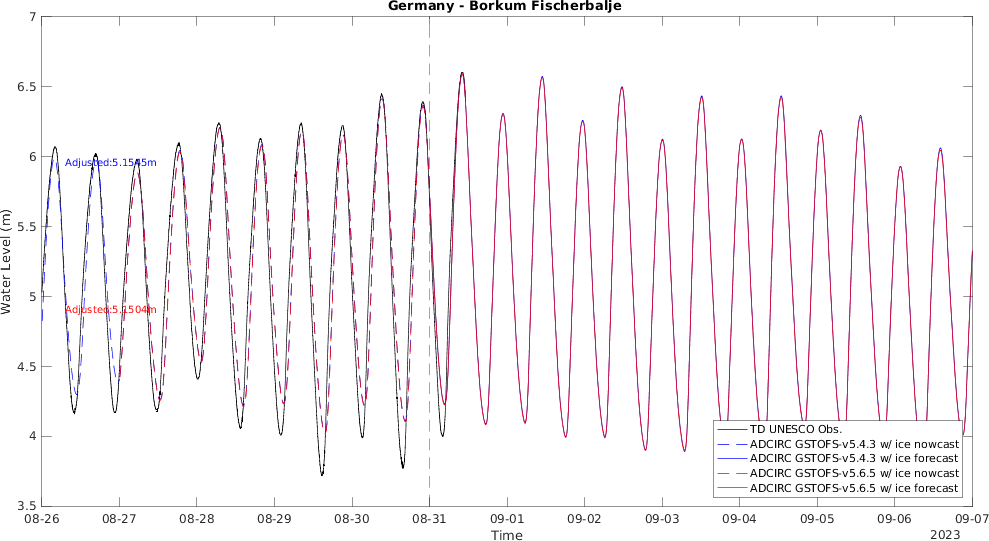 Germany - Borkum Fischerbalje
7
6.5
6
5.5
5
4.5
4
3.5
Water Level (m)
Adjusted:5.1545m
Adjusted:5.1504m
TD UNESCO Obs.
ADCIRC GSTOFS-v5.4.3 w/ ice nowcast
ADCIRC GSTOFS-v5.4.3 w/ ice forecast
ADCIRC GSTOFS-v5.6.5 w/ ice nowcast
ADCIRC GSTOFS-v5.6.5 w/ ice forecast
08-26 08-27 08-28 08-29 08-30 08-31 09-01 09-02 09-03 09-04 09-05 09-06 09-07
Time
2023